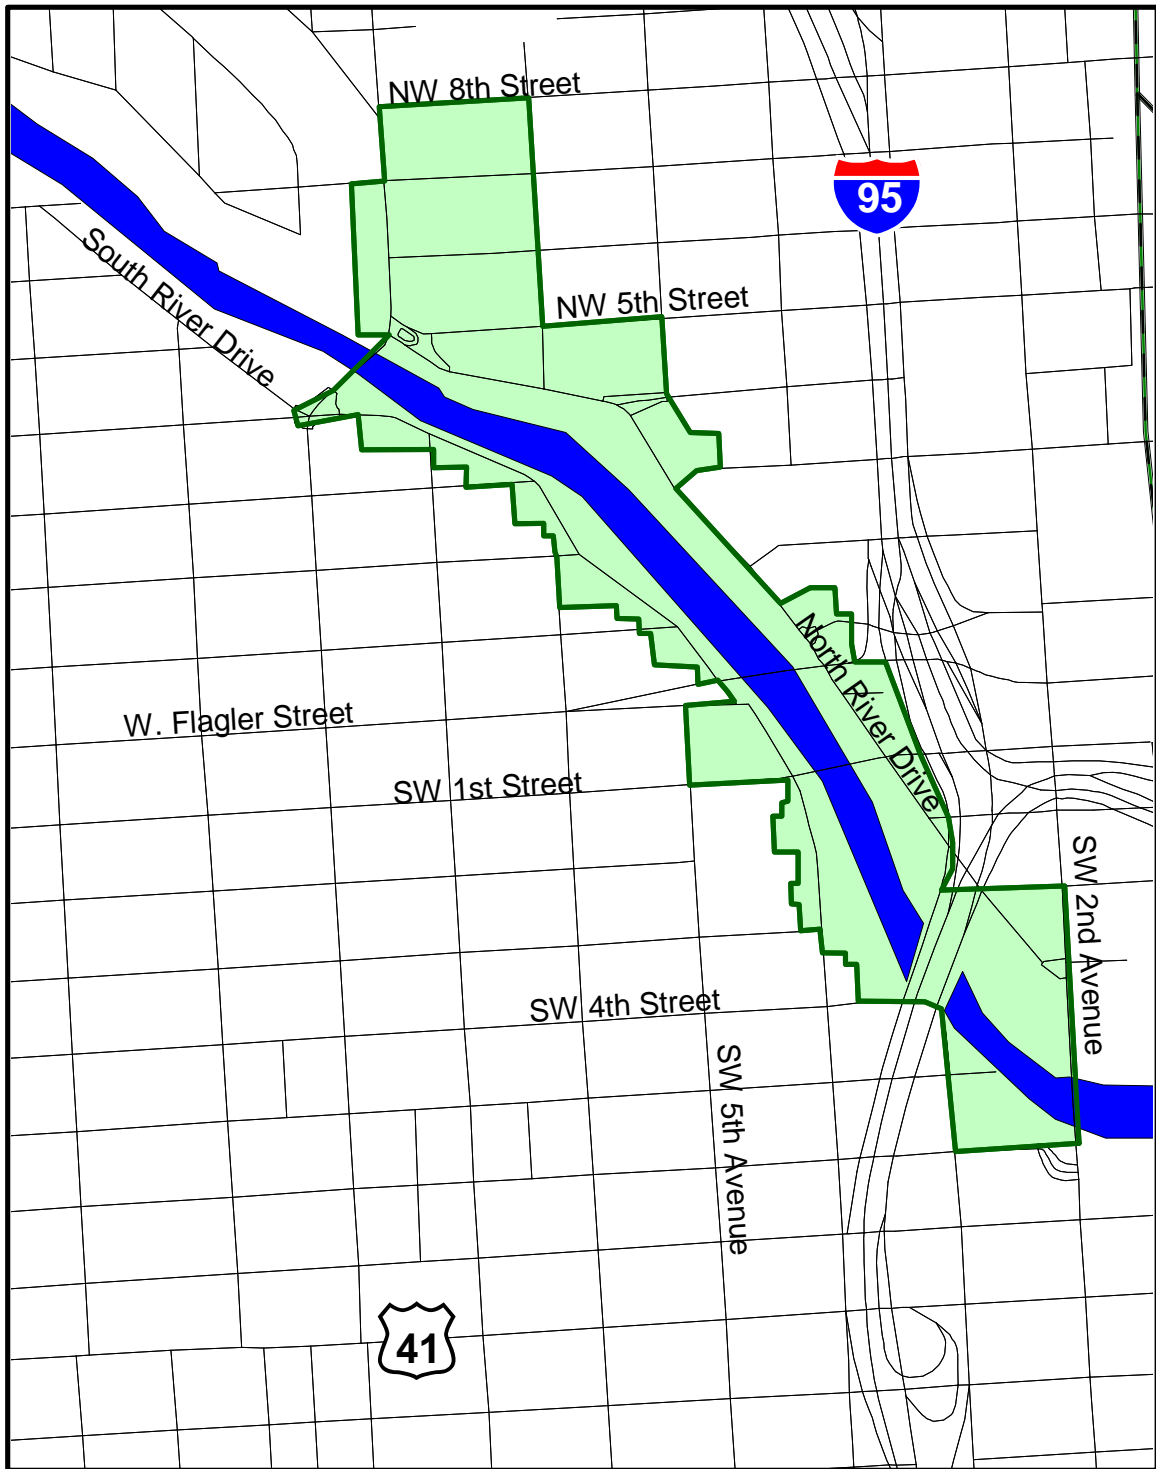 NW 8th Street
95
South River Drive
NW 5th Street
North River Drive
W. Flagler Street
SW 1st Street
SW 2nd Avenue
SW 4th Street
SW 5th Avenue
41